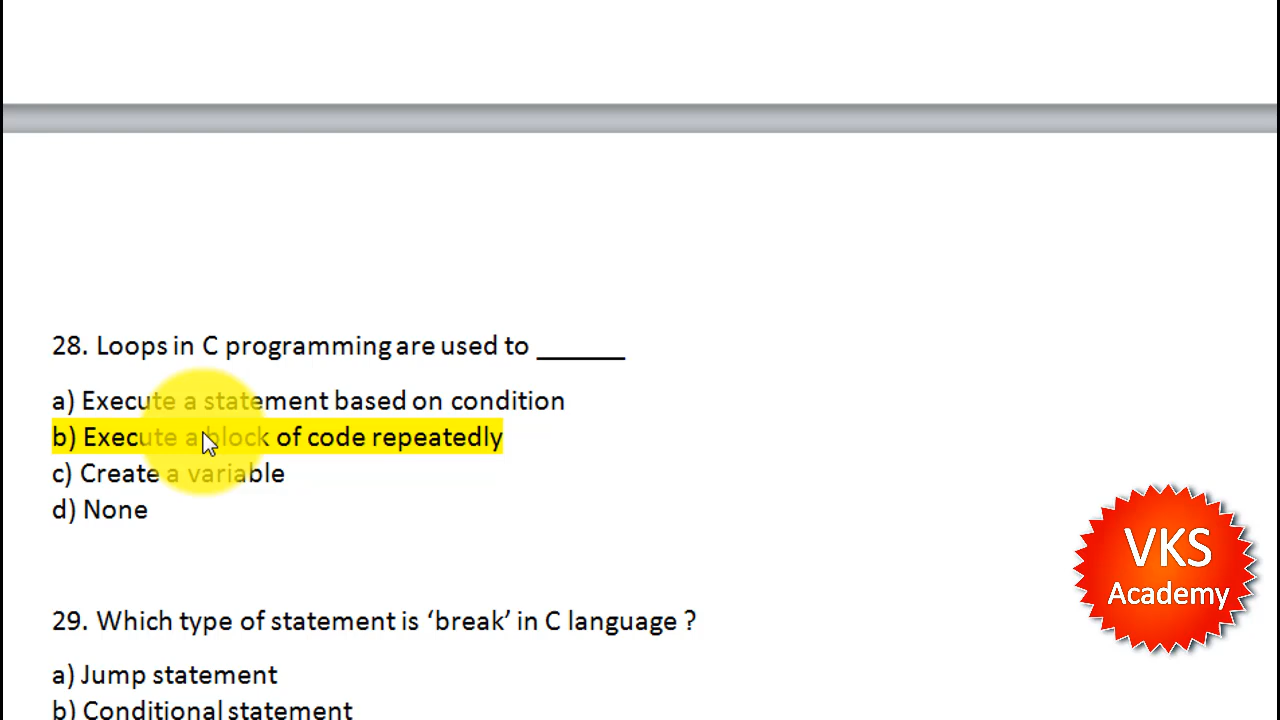 28. Loops in C programming are used to ______
a) Execute a statement based on condition
b) Execute a block of code repeatedly
c) Create a variable
d) None
VKS
Academy
29. Which type of statement is ‘break’ in C language ?
a) Jump statement
b) Conditional statement